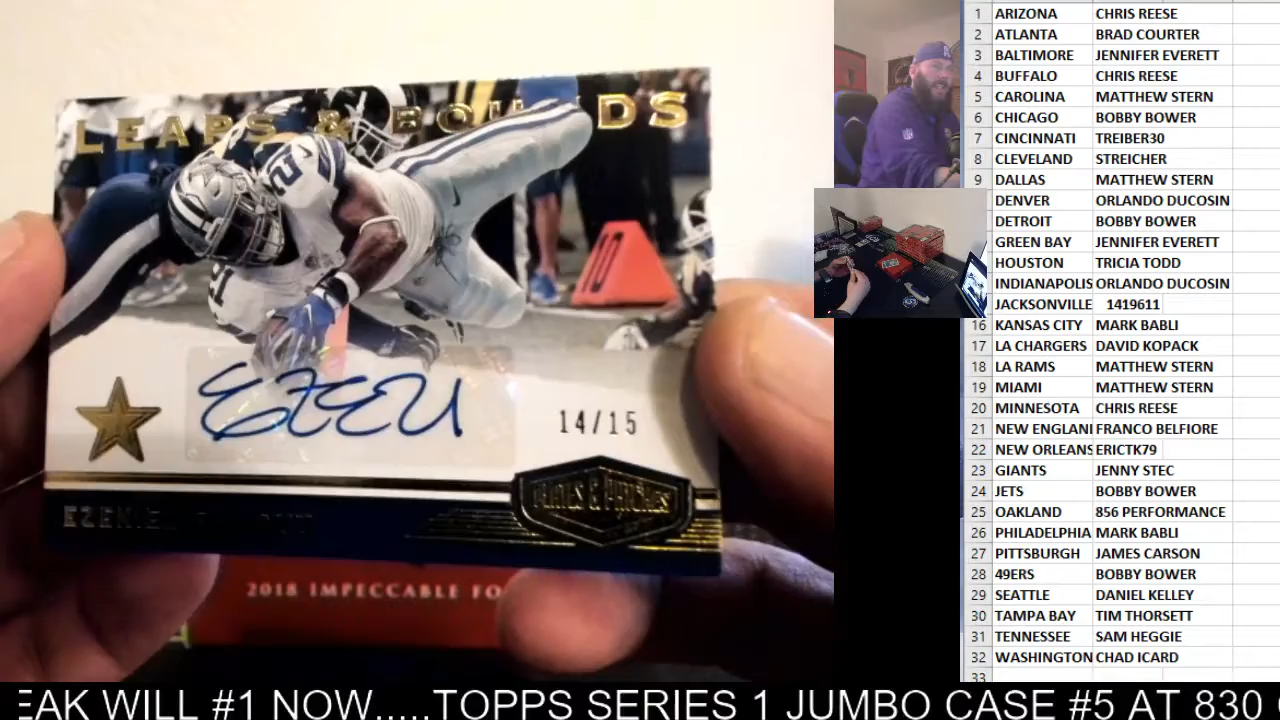 LEAPS & BOUNDS
21
10
EZEU
14/15
PLATES & PATCHES
EZEKIEL
2018 IMPECCABLE FO
1 ARIZONA CHRIS REESE
2 ATLANTA BRAD COURTER
3 BALTIMORE JENNIFER EVERETT
4 BUFFALO CHRIS REESE
5 CAROLINA MATTHEW STERN
6 CHICAGO BOBBY BOWER
7 CINCINNATI TREIBER30
8 CLEVELAND STREICHER
9 DALLAS MATTHEW STERN
DENVER ORLANDO DUCOSIN
DETROIT BOBBY BOWER
GREEN BAY JENNIFER EVERETT
HOUSTON TRICIA TODD
INDIANAPOLIS ORLANDO DUCOSIN
JACKSONVILLE 1419611
16 KANSAS CITY MARK BABLI
17 LA CHARGERS DAVID KOPACK
18 LA RAMS MATTHEW STERN
19 MIAMI MATTHEW STERN
20 MINNESOTA CHRIS REESE
21 NEW ENGLAN FRANCO BELFIORE
22 NEW ORLEANS ERICTK79
23 GIANTS JENNY STEC
24 JETS BOBBY BOWER
25 OAKLAND 856 PERFORMANCE
26 PHILADELPHIA MARK BABLI
27 PITTSBURGH JAMES CARSON
28 49ERS BOBBY BOWER
29 SEATTLE DANIEL KELLEY
30 TAMPA BAY TIM THORSETT
31 TENNESSEE SAM HEGGIE
32 WASHINGTON CHAD ICARD
33
EAK WILL #1 NOW.....TOPPS SERIES 1 JUMBO CASE #5 AT 830